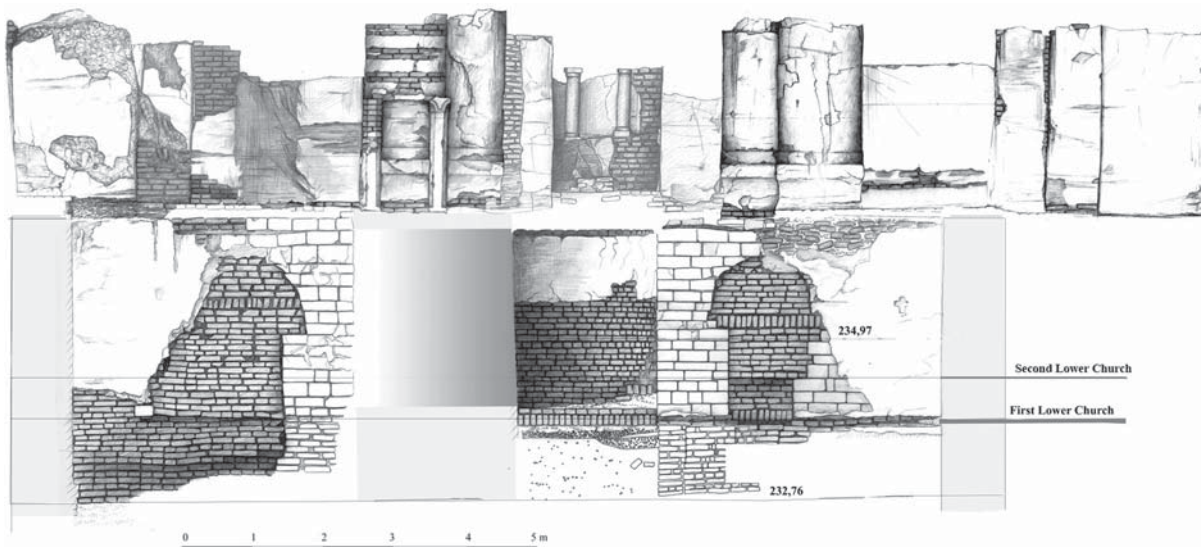 234,97
Second Lower Church
First Lower Church
232,76
0 1 2 3 4 5 m